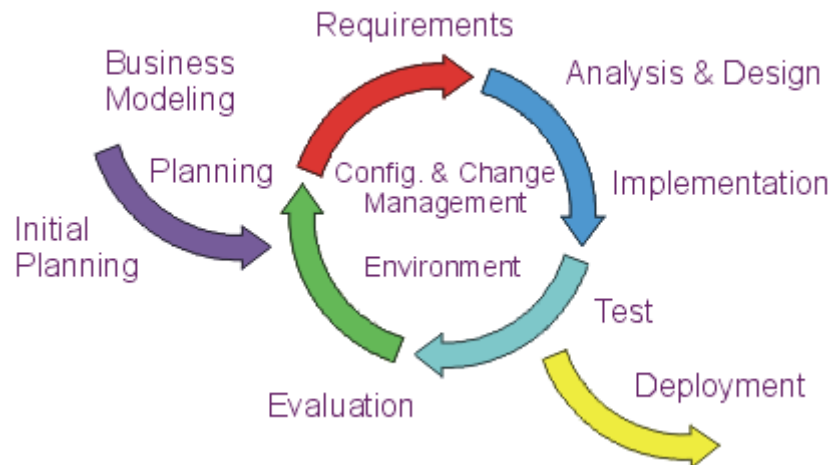 Requirements
Business
Modeling
Analysis & Design
Planning
Config. & Change
Management
Implementation
Initial
Planning
Environment
Test
Deployment
Evaluation